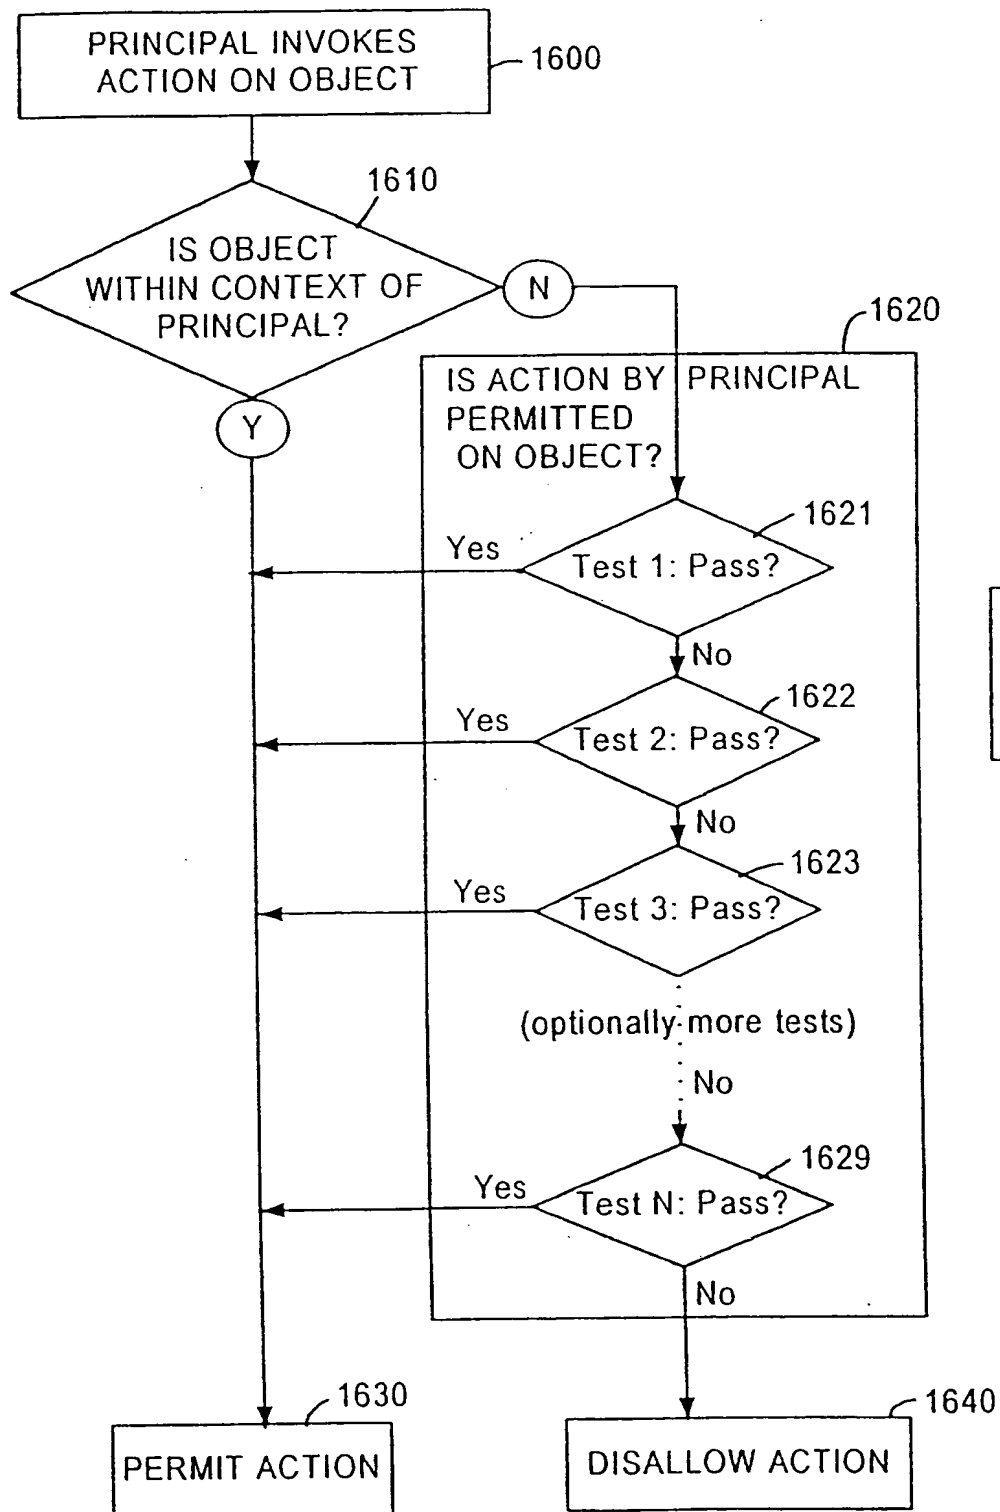 PRINCIPAL INVOKES
ACTION ON OBJECT
1600
1610
IS OBJECT
WITHIN CONTEXT OF
PRINCIPAL?
N
Y
1620
IS ACTION BY PRINCIPAL
PERMITTED
ON OBJECT?
1621
Yes
Test 1: Pass?
No
1622
Yes
Test 2: Pass?
No
1623
Yes
Test 3: Pass?
(optionally more tests)
No
1629
Yes
Test N: Pass?
No
1630
PERMIT ACTION
1640
DISALLOW ACTION